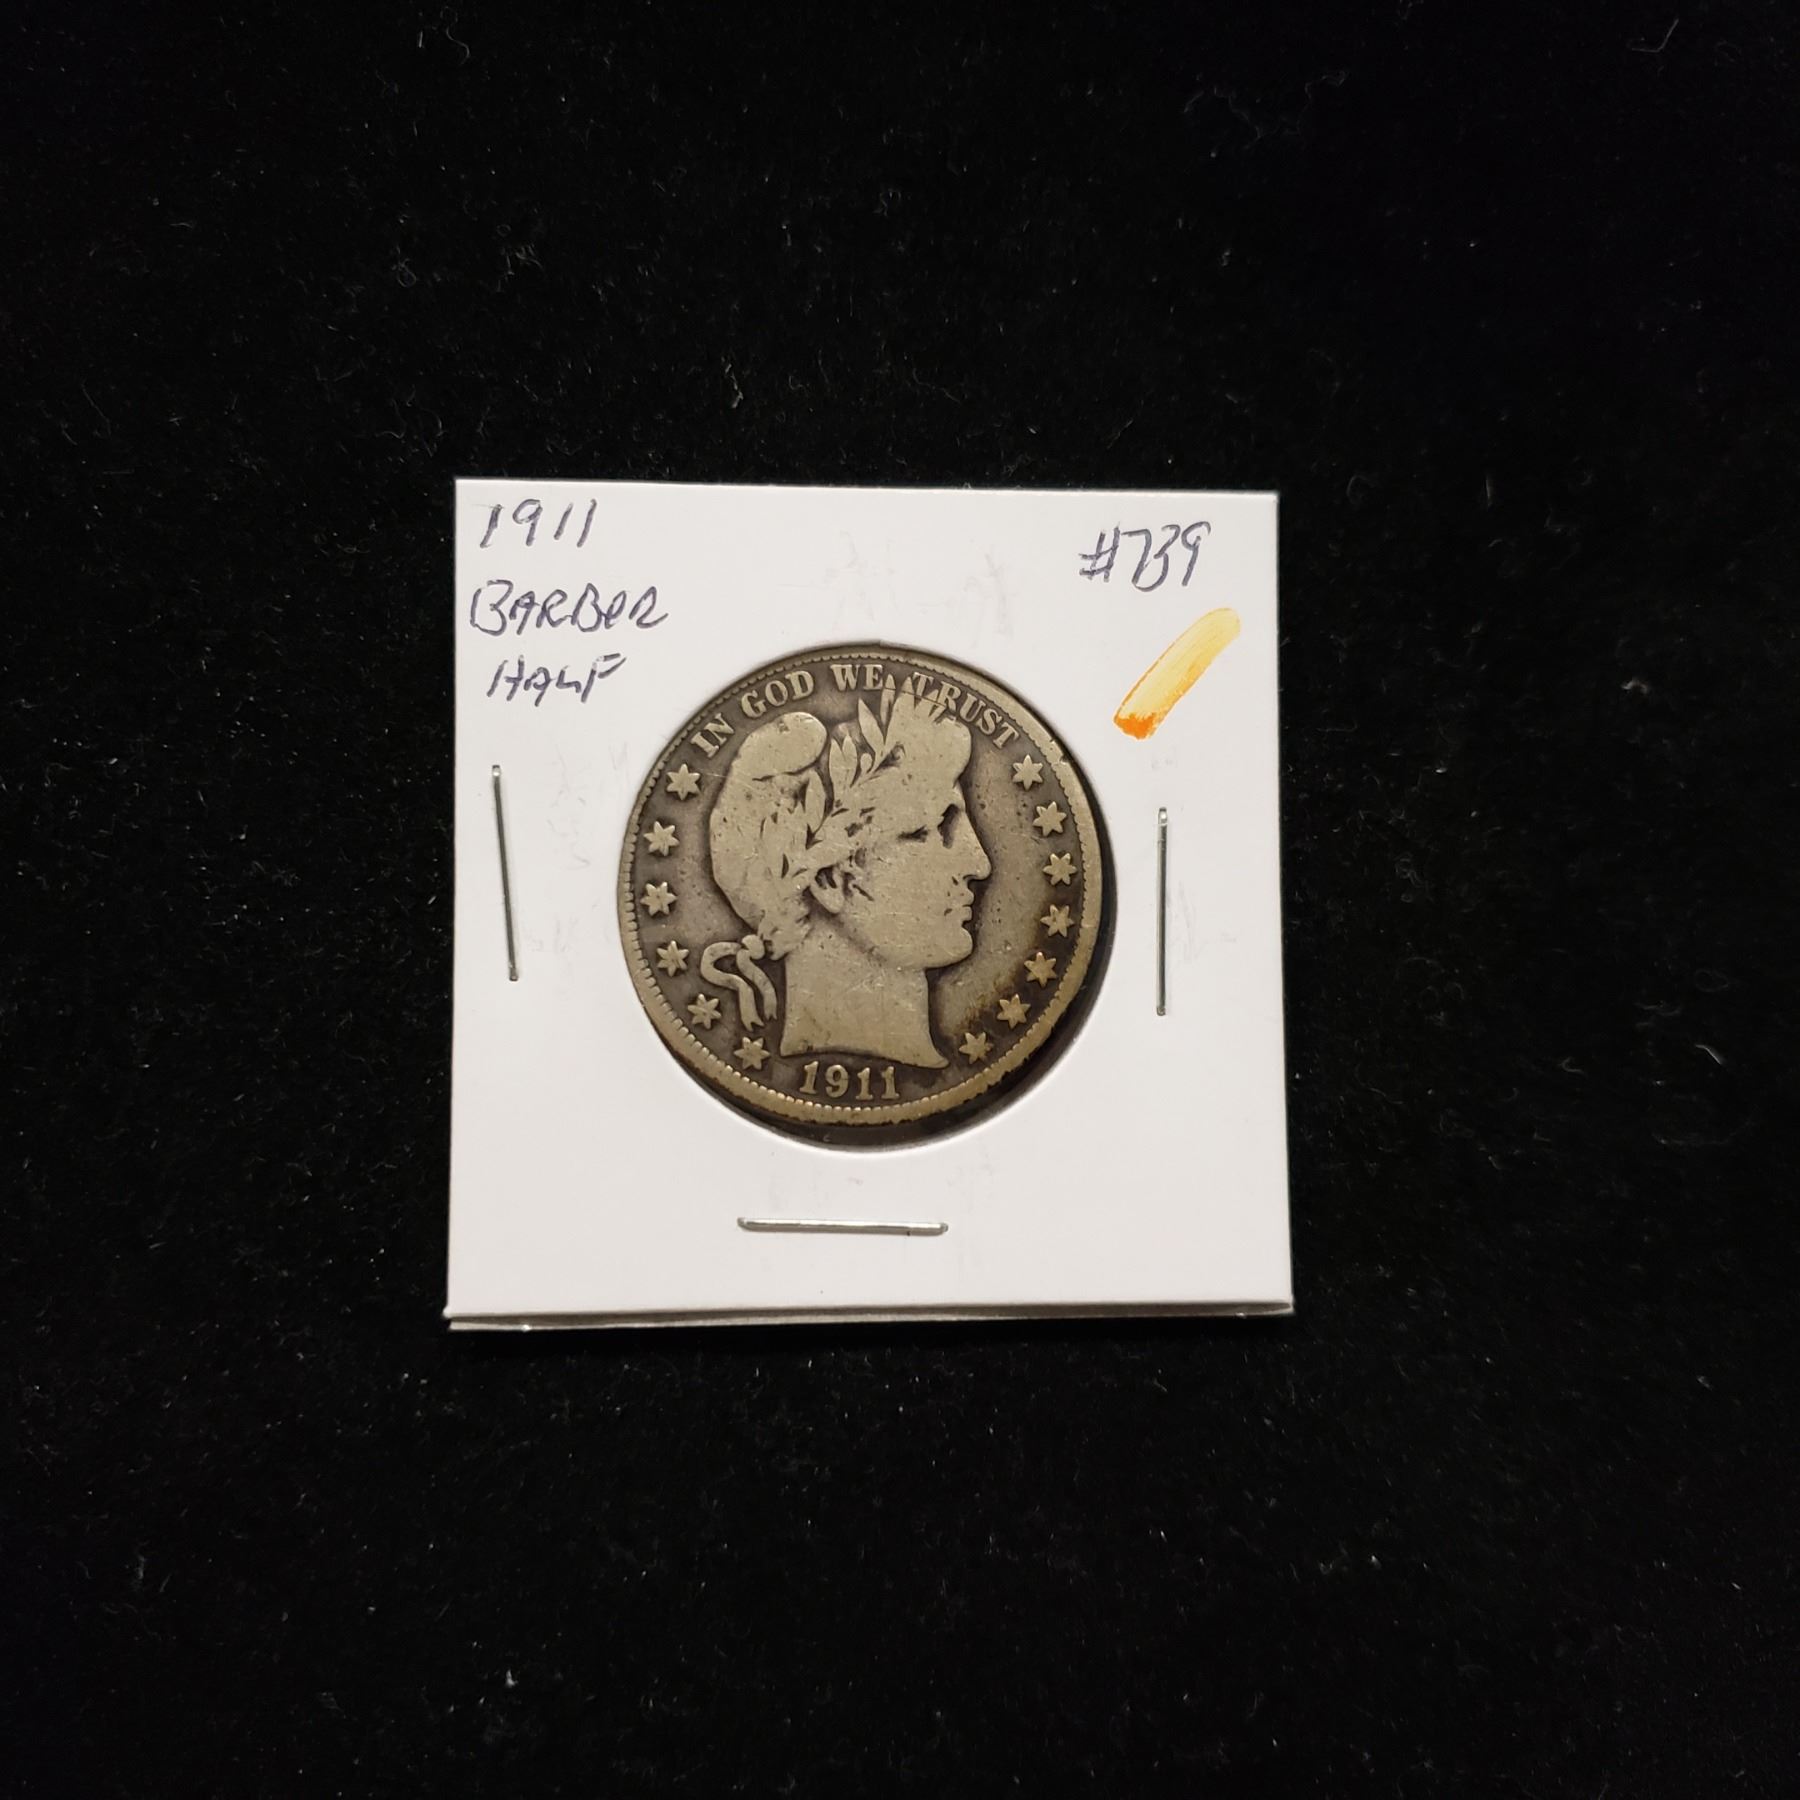 1911
#739
BARBER
HALF
IN GOD WE TRUST
1911